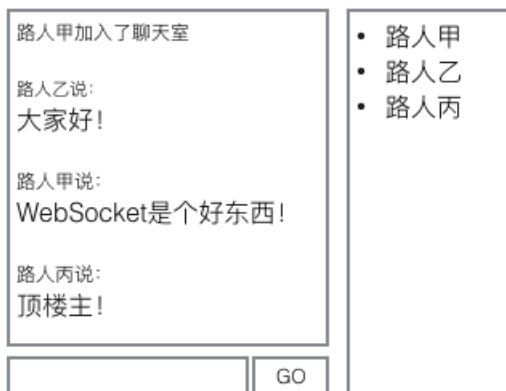 路人甲加入了聊天室
路人乙说：
大家好！
路人甲说：
WebSocket是个好东西！
路人丙说：
顶楼主！
GO
路人甲
路人乙
路人丙